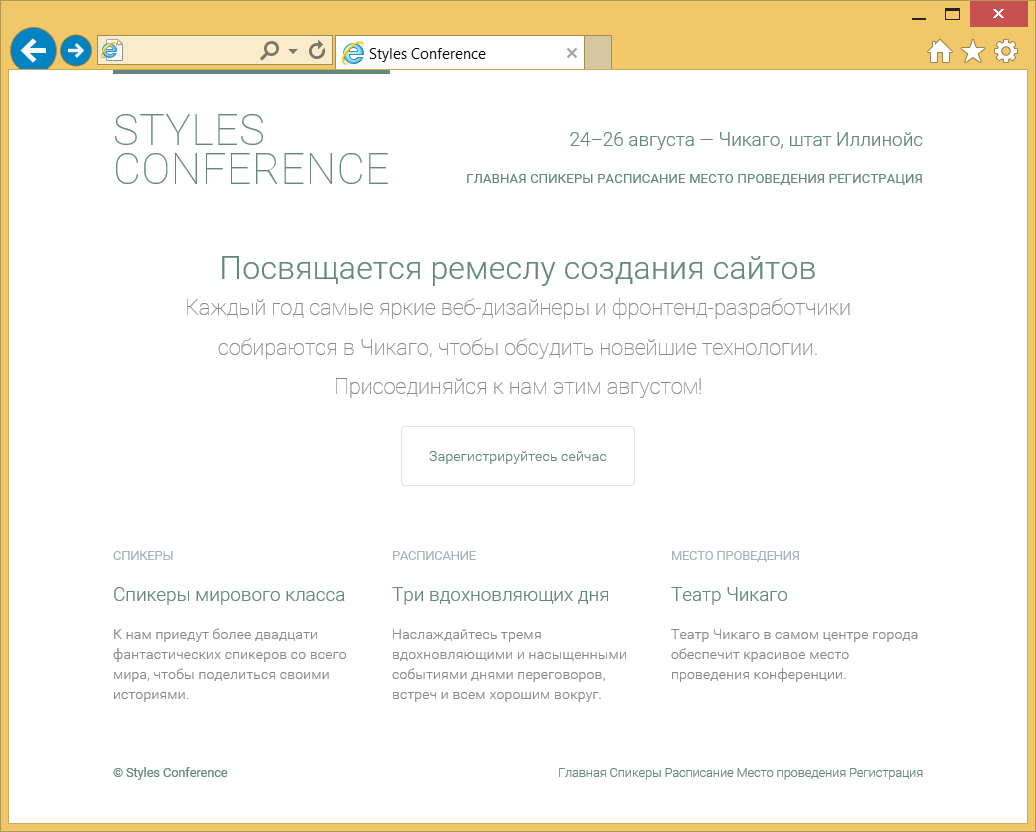 Styles Conference
STYLES
CONFERENCE
24–26 августа — Чикаго, штат Иллинойс
ГЛАВНАЯ СПИКЕРЫ РАСПИСАНИЕ МЕСТО ПРОВЕДЕНИЯ РЕГИСТРАЦИЯ
Посвящается ремеслу создания сайтов
Каждый год самые яркие веб-дизайнеры и фронтенд-разработчики
собираются в Чикаго, чтобы обсудить новейшие технологии.
Присоединяйся к нам этим августом!
Зарегистрируйтесь сейчас
СПИКЕРЫ
Спикеры мирового класса
К нам приедут более двадцати
фантастических спикеров со всего
мира, чтобы поделиться своими
историями.
РАСПИСАНИЕ
Три вдохновляющих дня
Наслаждайтесь тремя
вдохновляющими и насыщенными
событиями днями переговоров,
встреч и всем хорошим вокруг.
МЕСТО ПРОВЕДЕНИЯ
Театр Чикаго
Театр Чикаго в самом центре города
обеспечит красивое место
проведения конференции.
© Styles Conference
Главная Спикеры Расписание Место проведения Регистрация